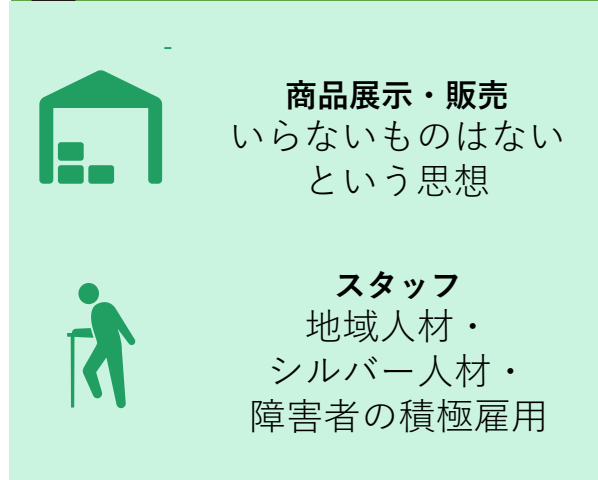 商品展示・販売
いらないものはない
という思想
スタッフ
地域人材・
シルバー人材・
障害者の積極雇用